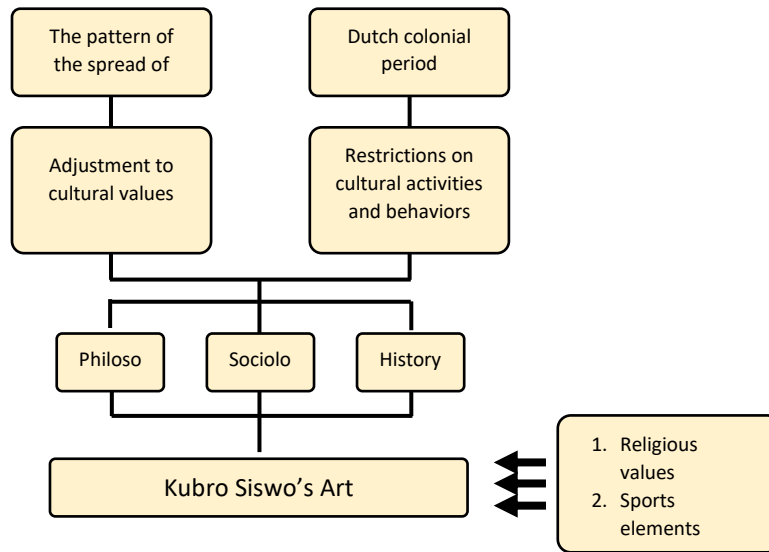 The pattern of
the spread of
Dutch colonial
period
Adjustment to
cultural values
Restrictions on
cultural activities
and behaviors
Philoso
Sociolo
History
Kubro Siswo’s Art
1. Religious
values
2. Sports
elements